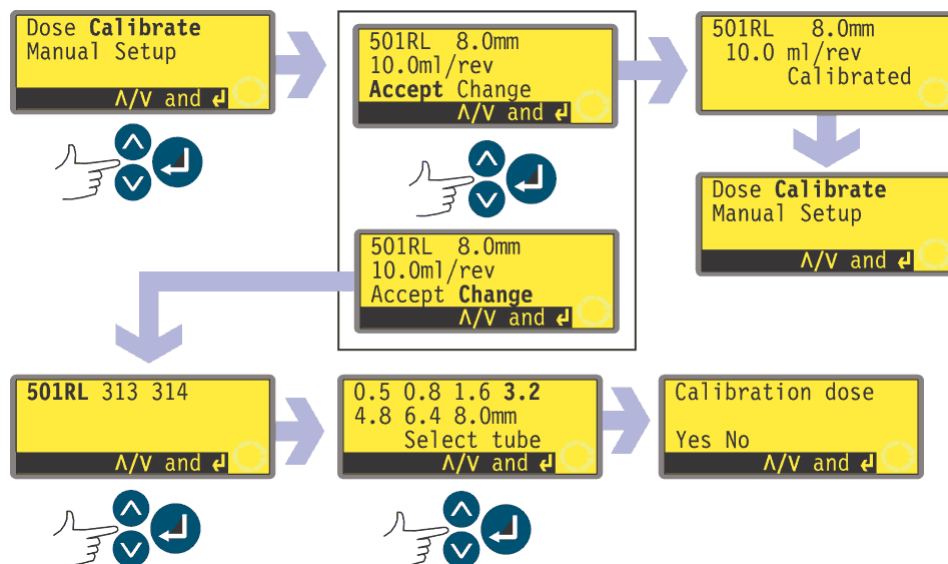 Dose Calibrate
Manual Setup
Λ/V and ↲
501RL 8.0mm
10.0ml/rev
Accept Change
Λ/V and ↲
501RL 8.0mm
10.0 ml/rev
Calibrated
Dose Calibrate
Manual Setup
Λ/V and ↲
501RL 8.0mm
10.0ml/rev
Accept Change
Λ/V and ↲
501RL 313 314
Λ/V and ↲
0.5 0.8 1.6 3.2
4.8 6.4 8.0mm
Select tube
Λ/V and ↲
Calibration dose
Yes No
Λ/V and ↲